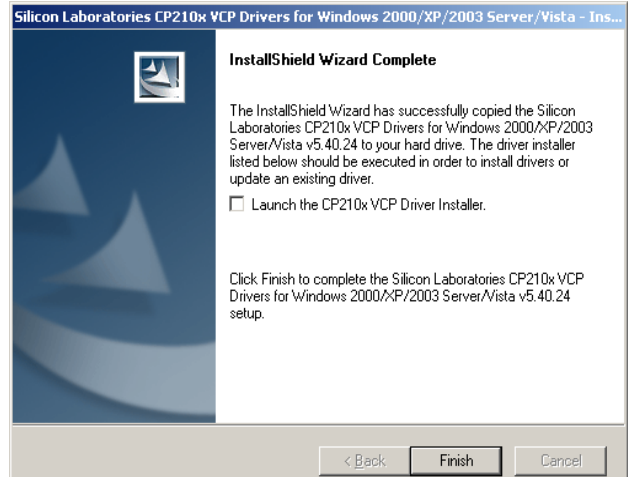 Silicon Laboratories CP210x VCP Drivers for Windows 2000/XP/2003 Server/Vista - Ins...
InstallShield Wizard Complete
The InstallShield Wizard has successfully copied the Silicon
Laboratories CP210x VCP Drivers for Windows 2000/XP/2003
Server/Vista v5.40.24 to your hard drive. The driver installer
listed below should be executed in order to install drivers or
update an existing driver.
Launch the CP210x VCP Driver Installer.
Click Finish to complete the Silicon Laboratories CP210x VCP
Drivers for Windows 2000/XP/2003 Server/Vista v5.40.24
setup.
< Back Finish Cancel